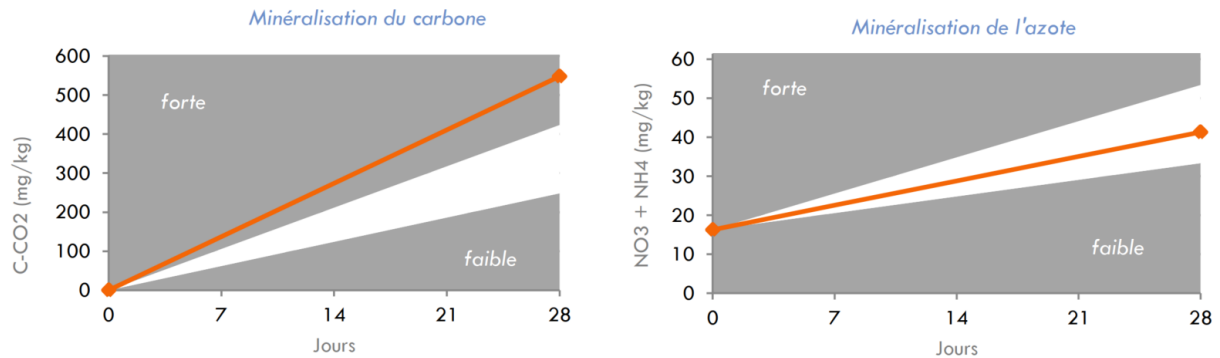 Minéralisation du carbone
600
500
400
300
200
100
0
C-CO2 (mg/kg)
forte
faible
0 7 14 21 28
Jours
Minéralisation de l'azote
60
50
40
30
20
10
0
NO3 + NH4 (mg/kg)
forte
faible
0 7 14 21 28
Jours